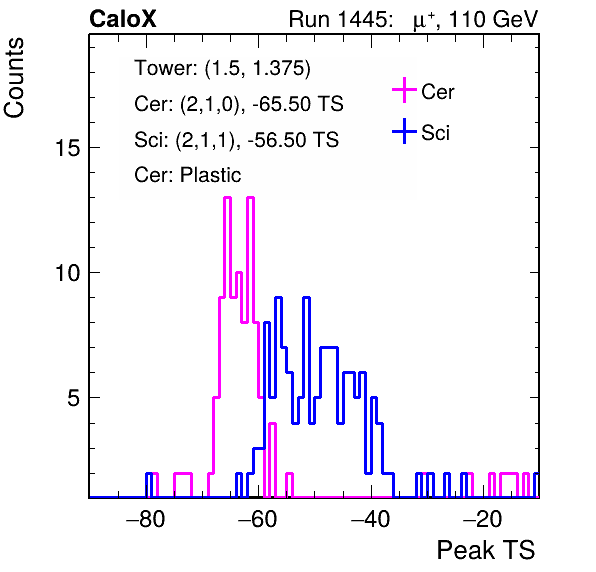 CaloX Run 1445: μ⁺, 110 GeV
Counts
Tower: (1.5, 1.375)
Cer: (2,1,0), -65.50 TS
Sci: (2,1,1), -56.50 TS
Cer: Plastic
Cer
Sci
15
10
5
−80 −60 −40 −20
Peak TS